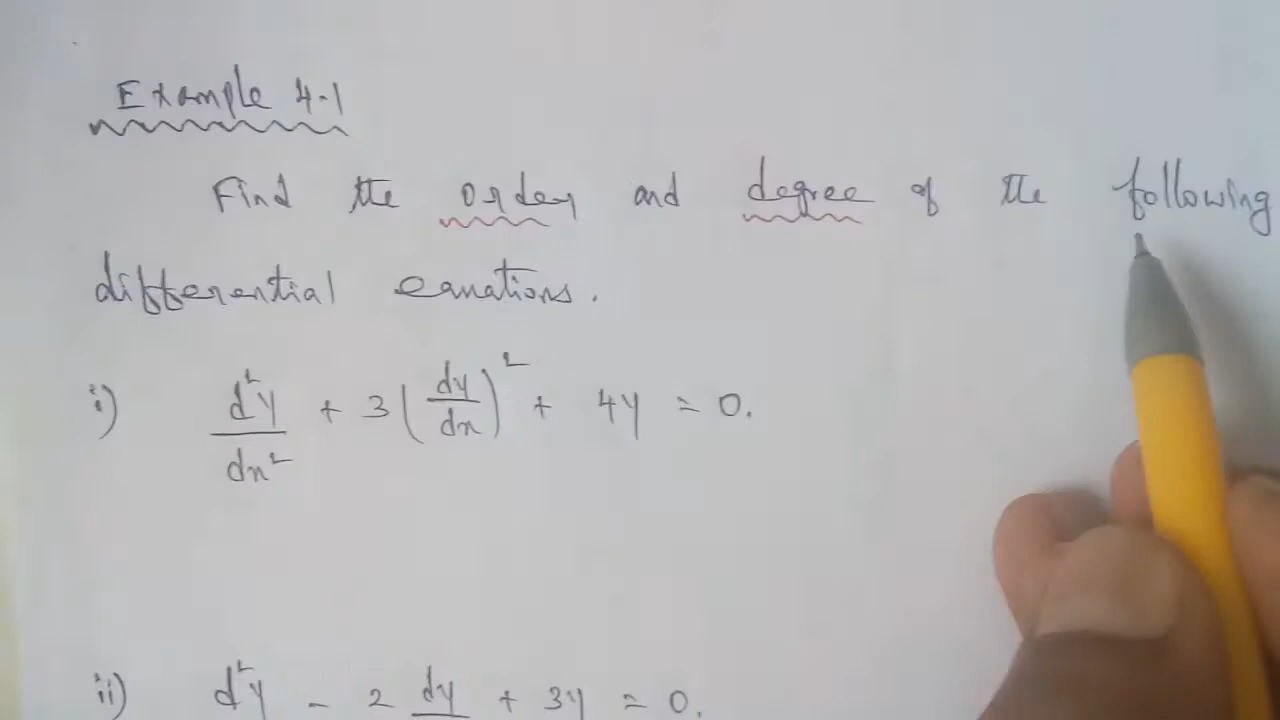 Example 4.1
Find the order and degree of the following
differential equations.
i) d²y/dx² + 3(dy/dx)² + 4y = 0.
ii) d²y - 2 dy + 3y = 0.